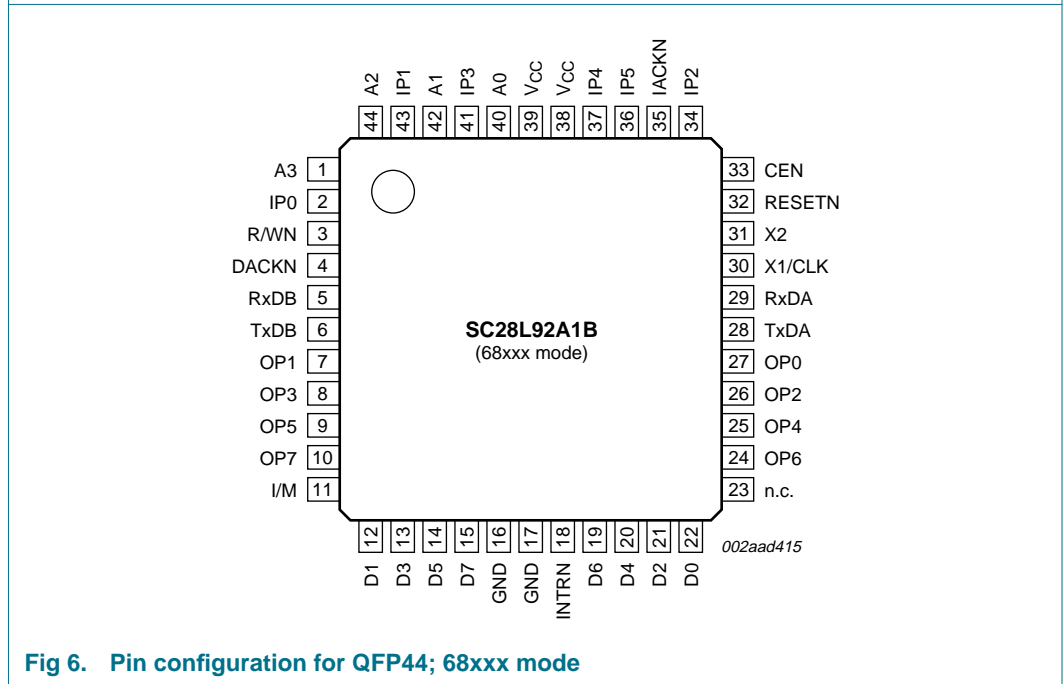 A2 IP1 A1 IP3 A0 VCC VCC IP4 IP5 IACKN IP2
44 43 42 41 40 39 38 37 36 35 34
A3 1
IP0 2
R/WN 3
DACKN 4
RxDB 5
TxDB 6
OP1 7
OP3 8
OP5 9
OP7 10
I/M 11
SC28L92A1B
(68xxx mode)
33 CEN
32 RESETN
31 X2
30 X1/CLK
29 RxDA
28 TxDA
27 OP0
26 OP2
25 OP4
24 OP6
23 n.c.
12 13 14 15 16 17 18 19 20 21 22
D1 D3 D5 D7 GND GND INTRN D6 D4 D2 D0
002aad415
Fig 6. Pin configuration for QFP44; 68xxx mode